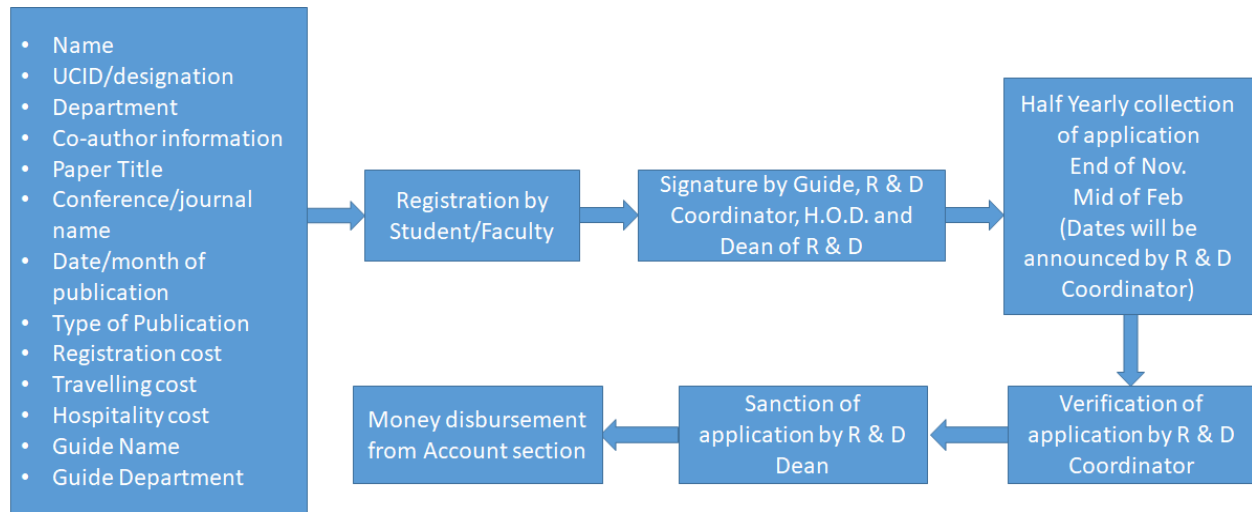 • Name
• UCID/designation
• Department
• Co-author information
• Paper Title
• Conference/journal
name
• Date/month of
publication
• Type of Publication
• Registration cost
• Travelling cost
• Hospitality cost
• Guide Name
• Guide Department
Registration by
Student/Faculty
Signature by Guide, R & D
Coordinator, H.O.D. and
Dean of R & D
Half Yearly collection
of application
End of Nov.
Mid of Feb
(Dates will be
announced by R & D
Coordinator)
Verification of
application by R & D
Coordinator
Sanction of
application by R & D
Dean
Money disbursement
from Account section